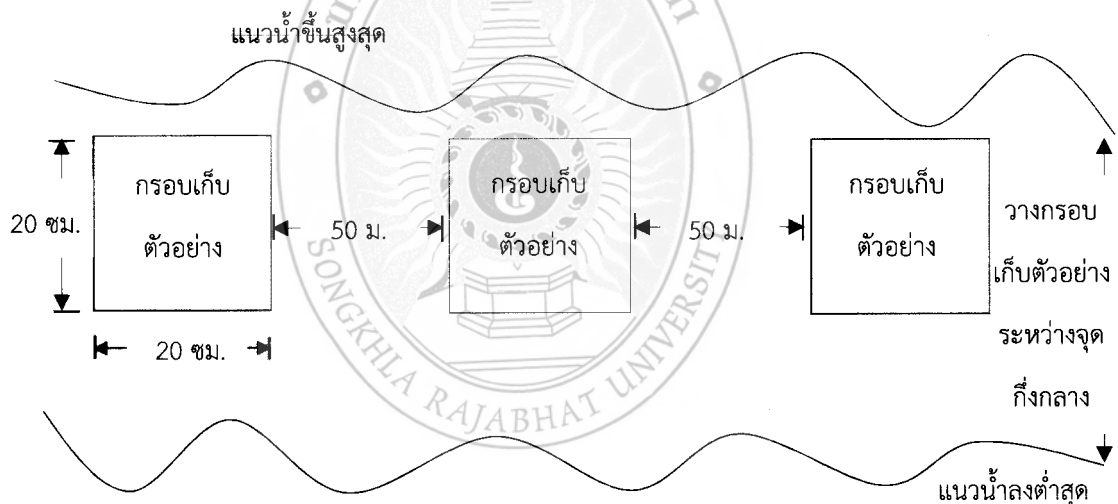 แนวน้ำขึ้นสูงสุด
กรอบเก็บ
ตัวอย่าง
กรอบเก็บ
ตัวอย่าง
กรอบเก็บ
ตัวอย่าง
20 ซม.
50 ม.
50 ม.
20 ซม.
วางกรอบ
เก็บตัวอย่าง
ระหว่างจุด
กึ่งกลาง
แนวน้ำลงต่ำสุด
SONGKHLA RAJABHAT UNIVERSITY